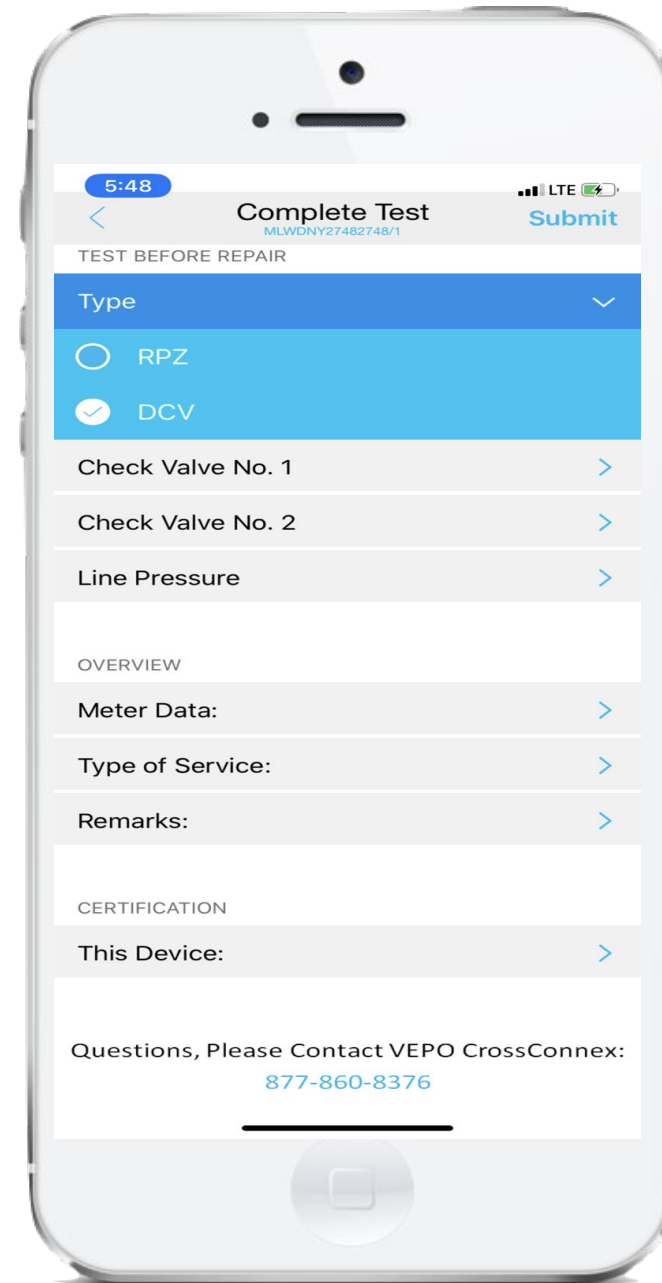 5:48
LTE
Complete Test
Submit
MLWDNY27482748/1
TEST BEFORE REPAIR
Type
RPZ
DCV
Check Valve No. 1
Check Valve No. 2
Line Pressure
OVERVIEW
Meter Data:
Type of Service:
Remarks:
CERTIFICATION
This Device:
Questions, Please Contact VEPO CrossConnex:
877-860-8376